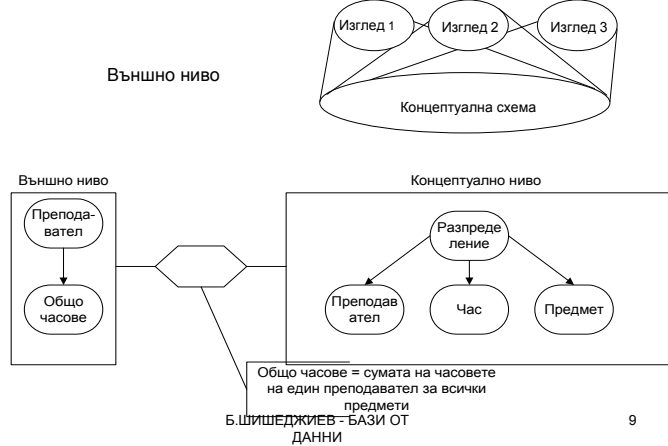 Изглед 1
Изглед 2
Изглед 3
Външно ниво
Концептуална схема
Външно ниво
Концептуално ниво
Препода-
вател
Общо
часове
Разпреде
ление
Преподав
ател
Час
Предмет
Общо часове = сумата на часовете
на един преподавател за всички
предмети
Б.ШИШЕДЖИЕВ - БАЗИ ОТ
ДАННИ
9